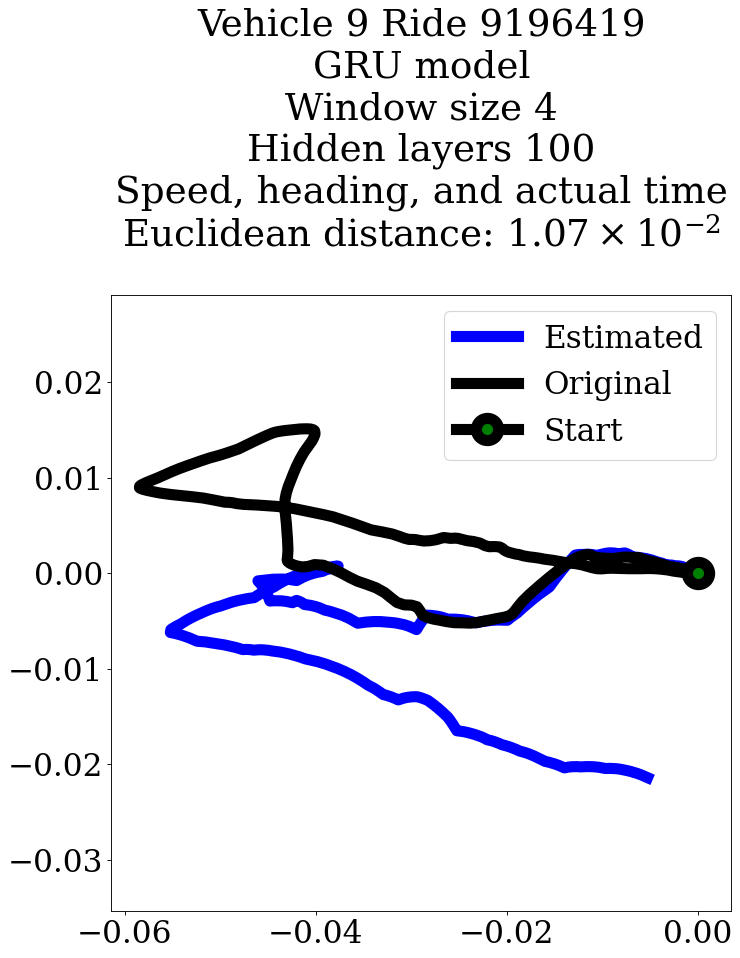 Vehicle 9 Ride 9196419
GRU model
Window size 4
Hidden layers 100
Speed, heading, and actual time
Euclidean distance: 1.07 × 10⁻²
Estimated
Original
Start
0.02
0.01
0.00
−0.01
−0.02
−0.03
−0.06
−0.04
−0.02
0.00